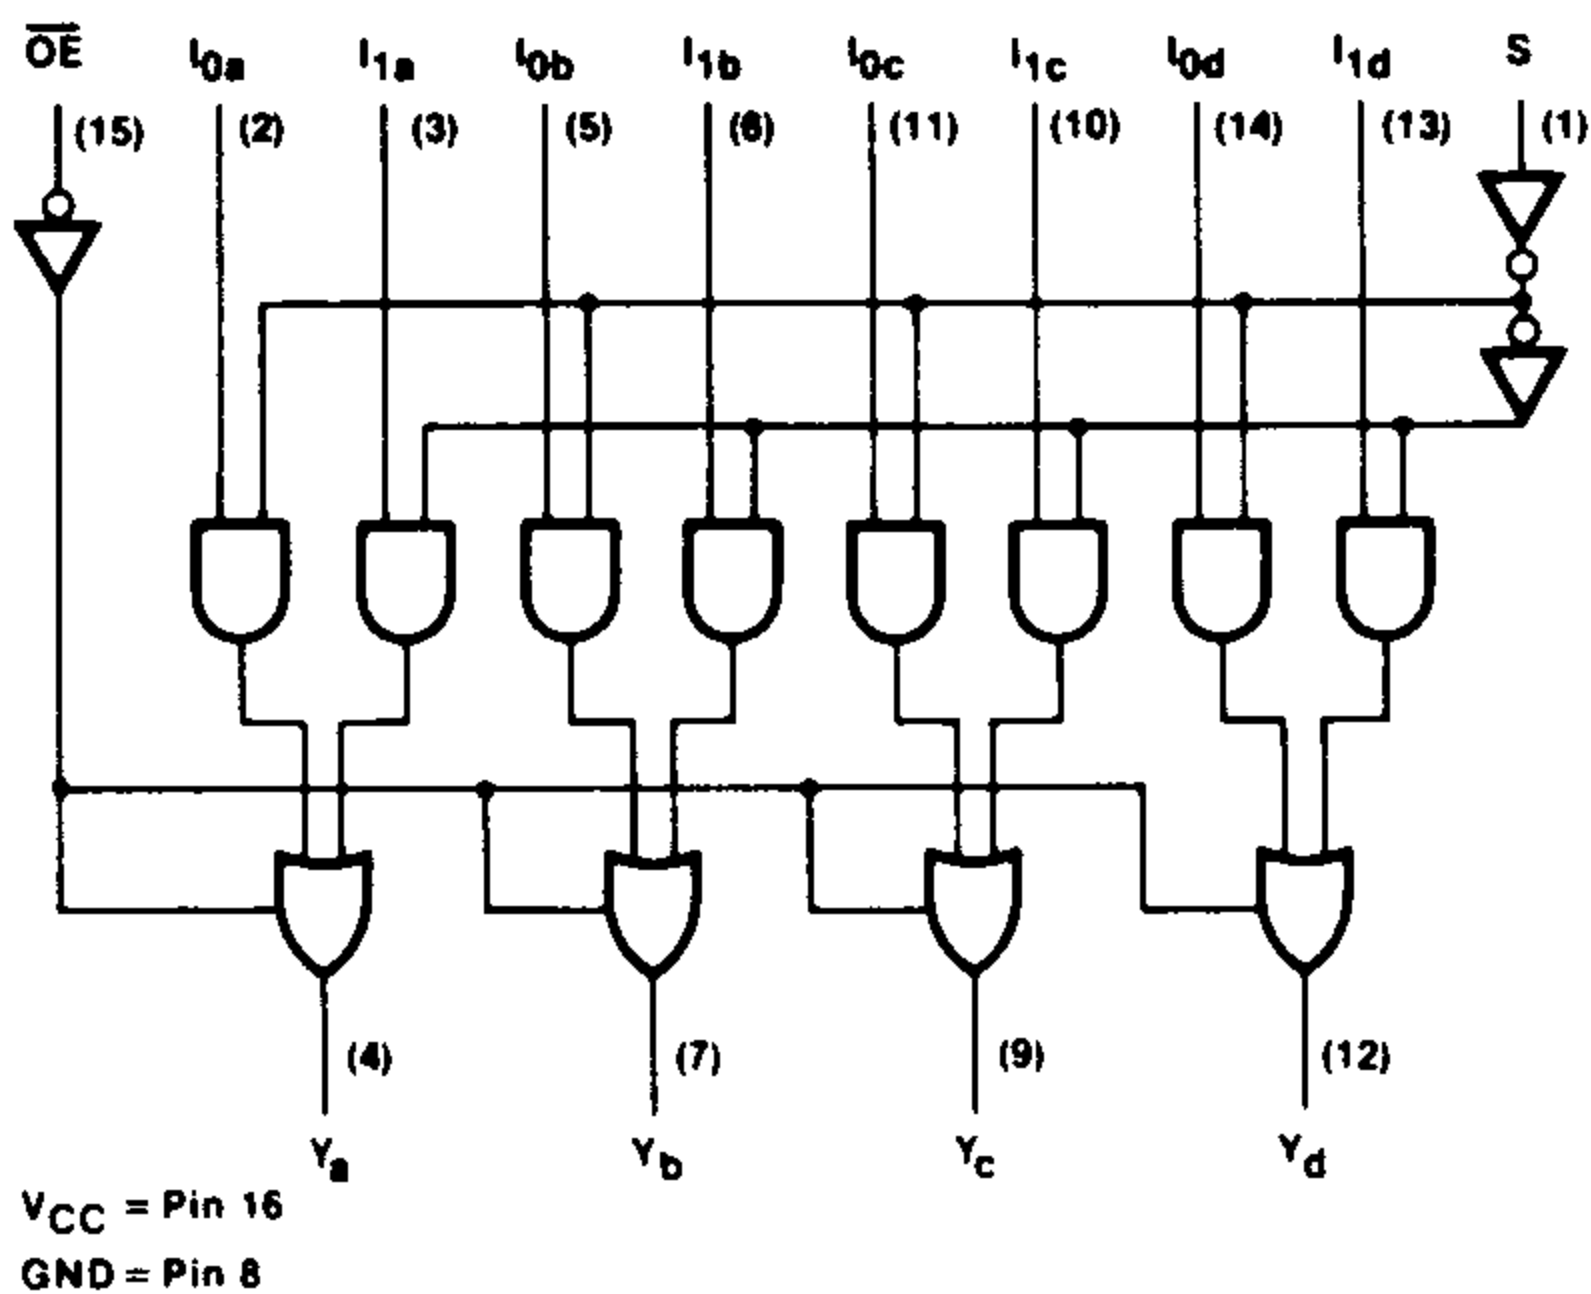 O̅E̅ I0a I1a I0b I1b I0c I1c I0d I1d S
(15) (2) (3) (5) (6) (11) (10) (14) (13) (1)
(4) (7) (9) (12)
Ya Yb Yc Yd
VCC = Pin 16
GND = Pin 8